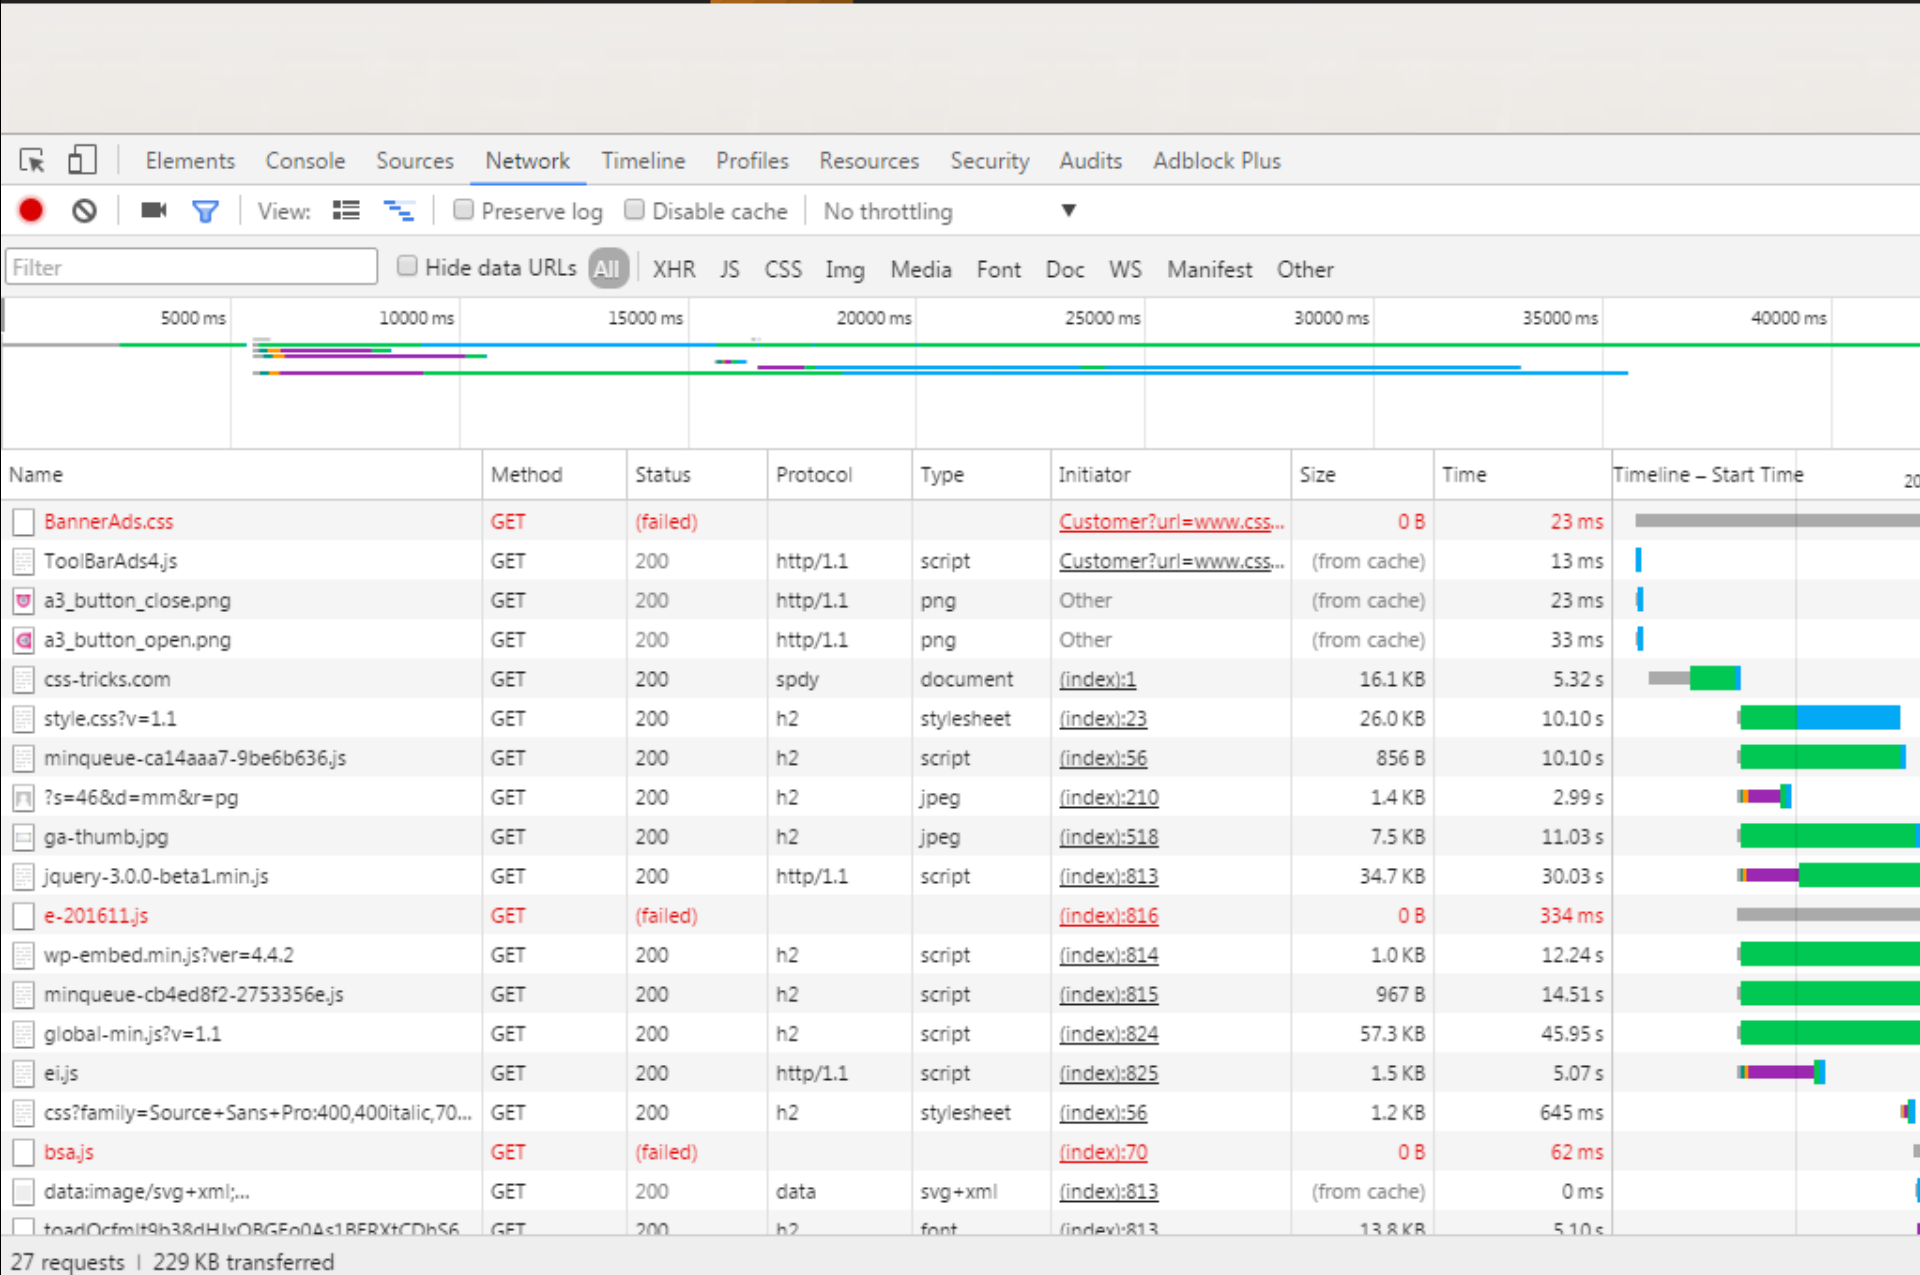 Elements Console Sources Network Timeline Profiles Resources Security Audits Adblock Plus
View: Preserve log Disable cache No throttling
Filter Hide data URLs All XHR JS CSS Img Media Font Doc WS Manifest Other
5000 ms 10000 ms 15000 ms 20000 ms 25000 ms 30000 ms 35000 ms 40000 ms
Name Method Status Protocol Type Initiator Size Time Timeline – Start Time 20
BannerAds.css GET (failed) Customer?url=www.css... 0 B 23 ms
ToolBarAds4.js GET 200 http/1.1 script Customer?url=www.css... (from cache) 13 ms
a3_button_close.png GET 200 http/1.1 png Other (from cache) 23 ms
a3_button_open.png GET 200 http/1.1 png Other (from cache) 33 ms
css-tricks.com GET 200 spdy document (index):1 16.1 KB 5.32 s
style.css?v=1.1 GET 200 h2 stylesheet (index):23 26.0 KB 10.10 s
minqueue-ca14aaa7-9be6b636.js GET 200 h2 script (index):56 856 B 10.10 s
?s=46&d=mm&r=pg GET 200 h2 jpeg (index):210 1.4 KB 2.99 s
ga-thumb.jpg GET 200 h2 jpeg (index):518 7.5 KB 11.03 s
jquery-3.0.0-beta1.min.js GET 200 http/1.1 script (index):813 34.7 KB 30.03 s
e-201611.js GET (failed) (index):816 0 B 334 ms
wp-embed.min.js?ver=4.4.2 GET 200 h2 script (index):814 1.0 KB 12.24 s
minqueue-cb4ed8f2-2753356e.js GET 200 h2 script (index):815 967 B 14.51 s
global-min.js?v=1.1 GET 200 h2 script (index):824 57.3 KB 45.95 s
ei.js GET 200 http/1.1 script (index):825 1.5 KB 5.07 s
css?family=Source+Sans+Pro:400,400italic,70... GET 200 h2 stylesheet (index):56 1.2 KB 645 ms
bsa.js GET (failed) (index):70 0 B 62 ms
data:image/svg+xml;... GET 200 data svg+xml (index):813 (from cache) 0 ms
GET 200 h2 font (index):813 13.8 KB 5.10 s
27 requests | 229 KB transferred